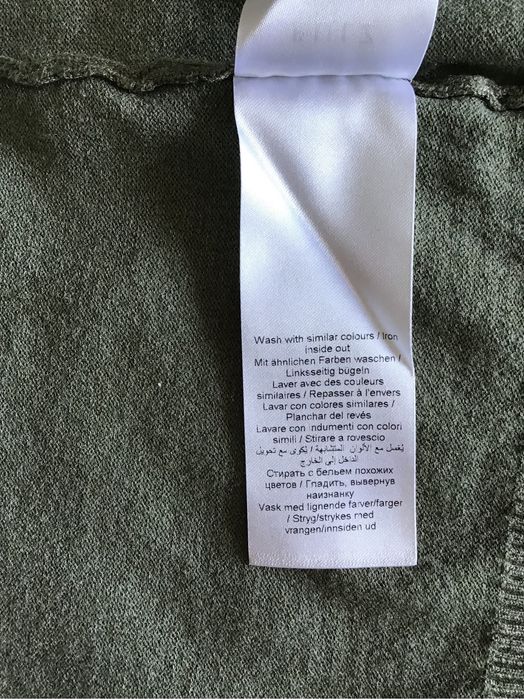 Wash with similar colours / Iron
inside out
Mit ähnlichen Farben waschen /
Linksseitig bügeln
Laver avec des couleurs
similaires / Repasser à l'envers
Lavar con colores similares /
Planchar del revés
Lavare con indumenti con colori
simili / Stirare a rovescio
يُغسل مع الألوان المتشابهة / يُكوى مع تحويل
الداخل إلى الخارج
Стирать с бельем похожих
цветов / Гладить, вывернув
наизнанку
Vask med lignende farver/farger
/ Stryg/strykes med
vrangen/innsiden ud